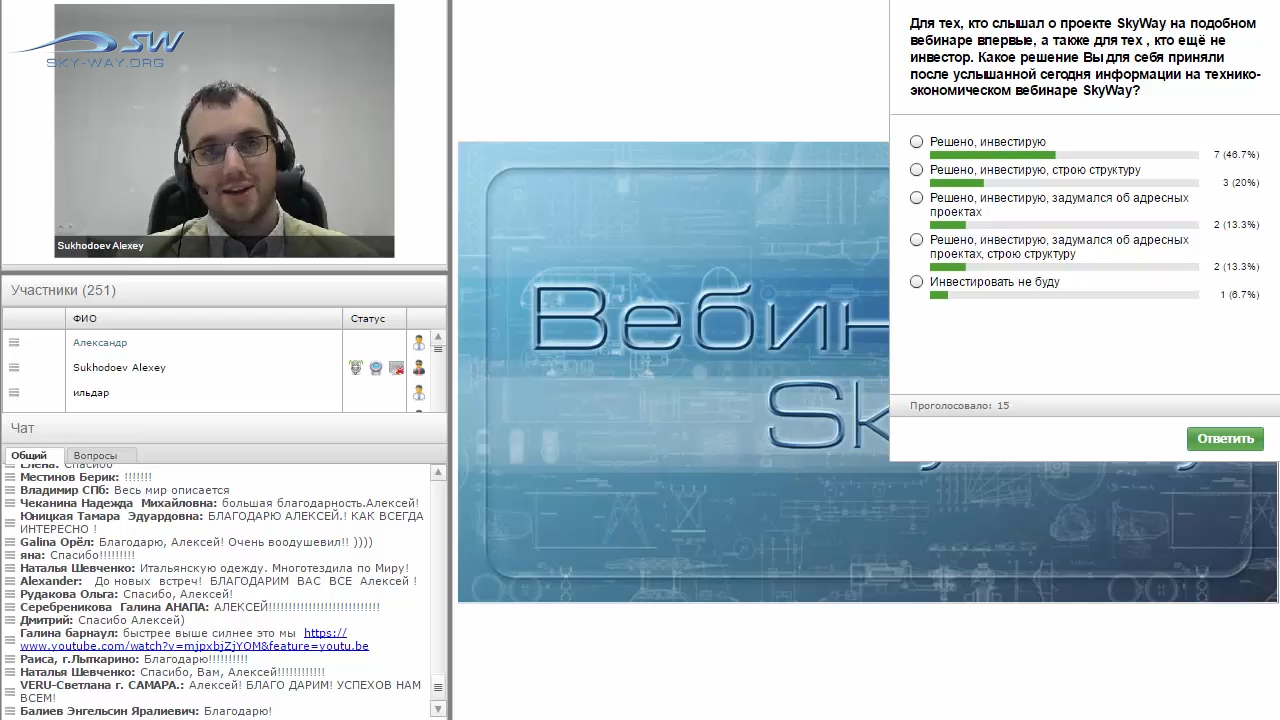 SW
SKY-WAY.ORG
Sukhodoev Alexey
Участники (251)
ФИО
Статус
Александр
Sukhodoev Alexey
ильдар
Чат
Общий
Вопросы
Елена: Спасибо
Местинов Берик: !!!!!!!
Владимир СПб: Весь мир описается
Чеканина Надежда Михайловна: большая благодарность.Алексей!
Юницкая Тамара Эдуардовна: БЛАГОДАРЮ АЛЕКСЕЙ.! КАК ВСЕГДА
ИНТЕРЕСНО !
Galina Орёл: Благодарю, Алексей! Очень воодушевил!! ))))
яна: Спасибо!!!!!!!!!
Наталья Шевченко: Итальянскую одежду. Многотездила по Миру!
Alexander: До новых встреч! БЛАГОДАРИМ ВАС ВСЕ Алексей !
Рудакова Ольга: Спасибо, Алексей!
Серебреникова Галина АНАПА: АЛЕКСЕЙ!!!!!!!!!!!!!!!!!!!!!!!!!!!!
Дмитрий: Спасибо Алексей)
Галина барнаул: быстрее выше силнее это мы https://
www.youtube.com/watch?v=mjpxbjZjYOM&feature=youtu.be
Раиса, г.Лыткарино: Благодарю!!!!!!!!!!
Наталья Шевченко: Спасибо, Вам, Алексей!!!!!!!!!!!!
VERU-Светлана г. САМАРА.: Алексей! БЛАГО ДАРИМ! УСПЕХОВ НАМ
ВСЕМ!
Балиев Энгельсин Яралиевич: Благодарю!
Вебин
Sk
Для тех, кто слышал о проекте SkyWay на подобном
вебинаре впервые, а также для тех , кто ещё не
инвестор. Какое решение Вы для себя приняли
после услышанной сегодня информации на технико-
экономическом вебинаре SkyWay?
Решено, инвестирую
7 (46.7%)
Решено, инвестирую, строю структуру
3 (20%)
Решено, инвестирую, задумался об адресных
проектах
2 (13.3%)
Решено, инвестирую, задумался об адресных
проектах, строю структуру
2 (13.3%)
Инвестировать не буду
1 (6.7%)
Проголосовало: 15
Ответить